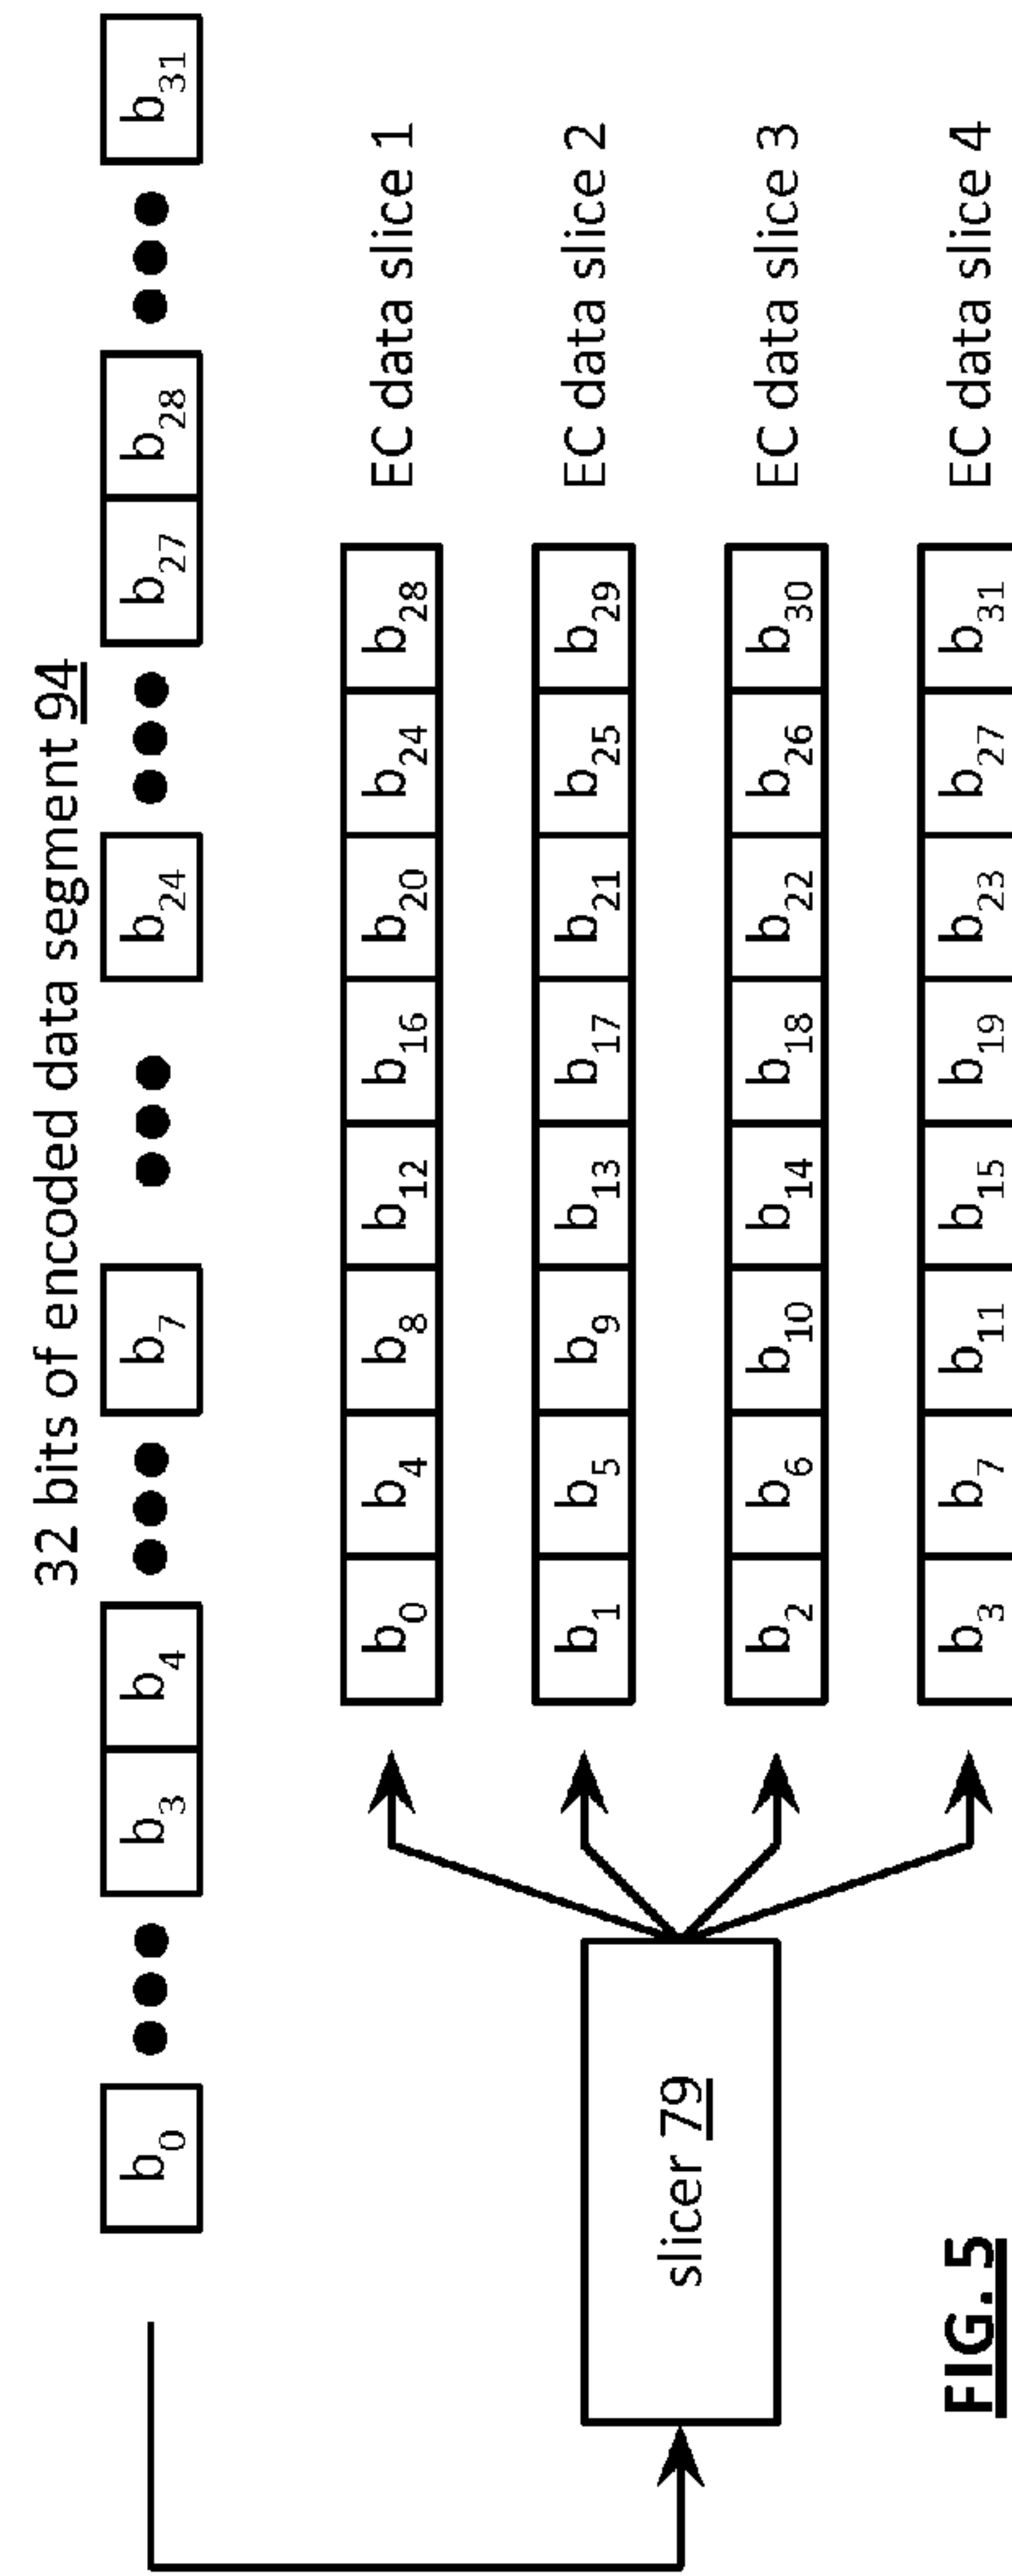 32 bits of encoded data segment 94
b0 ••• b3 b4 ••• b7 ••• b24 ••• b27 b28 ••• b31
b0 b4 b8 b12 b16 b20 b24 b28 EC data slice 1
b1 b5 b9 b13 b17 b21 b25 b29 EC data slice 2
slicer 79
b2 b6 b10 b14 b18 b22 b26 b30 EC data slice 3
b3 b7 b11 b15 b19 b23 b27 b31 EC data slice 4
FIG. 5